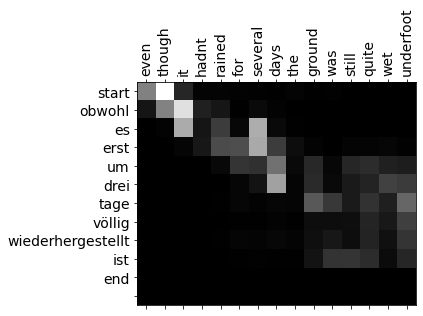 even though it hadnt rained for several days the ground was still quite wet underfoot
start
obwohl
es
erst
um
drei
tage
völlig
wiederhergestellt
ist
end